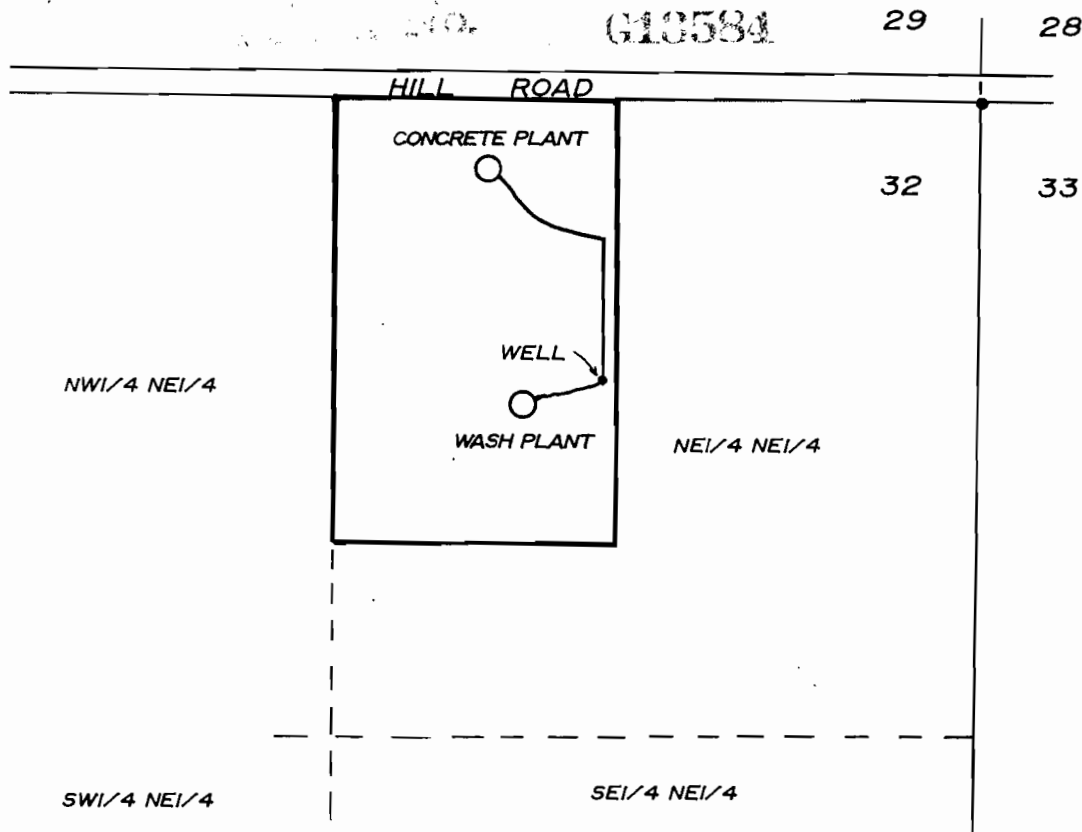 29 28
HILL ROAD
CONCRETE PLANT
32 33
WELL
NW1/4 NE1/4
WASH PLANT
NE1/4 NE1/4
SW1/4 NE1/4
SE1/4 NE1/4